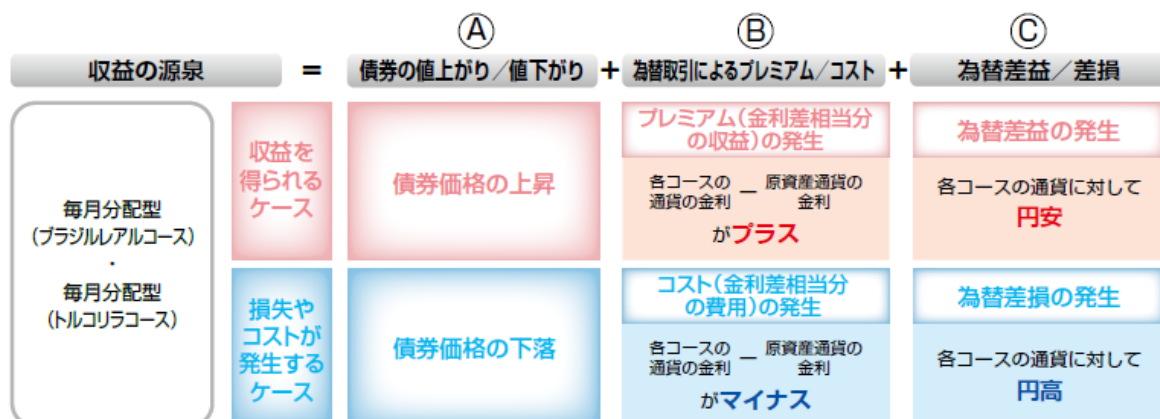 Ⓐ
Ⓑ
Ⓒ
収益の源泉 = 債券の値上がり/値下がり + 為替取引によるプレミアム/コスト + 為替差益/差損
毎月分配型
(ブラジルレアルコース)
・
毎月分配型
(トルコリラコース)
収益を
得られる
ケース
債券価格の上昇
プレミアム(金利差相当分
の収益)の発生
各コースの
通貨の金利
−
原資産通貨の
金利
がプラス
為替差益の発生
各コースの通貨に対して
円安
損失や
コストが
発生する
ケース
債券価格の下落
コスト(金利差相当分
の費用)の発生
各コースの
通貨の金利
−
原資産通貨の
金利
がマイナス
為替差損の発生
各コースの通貨に対して
円高